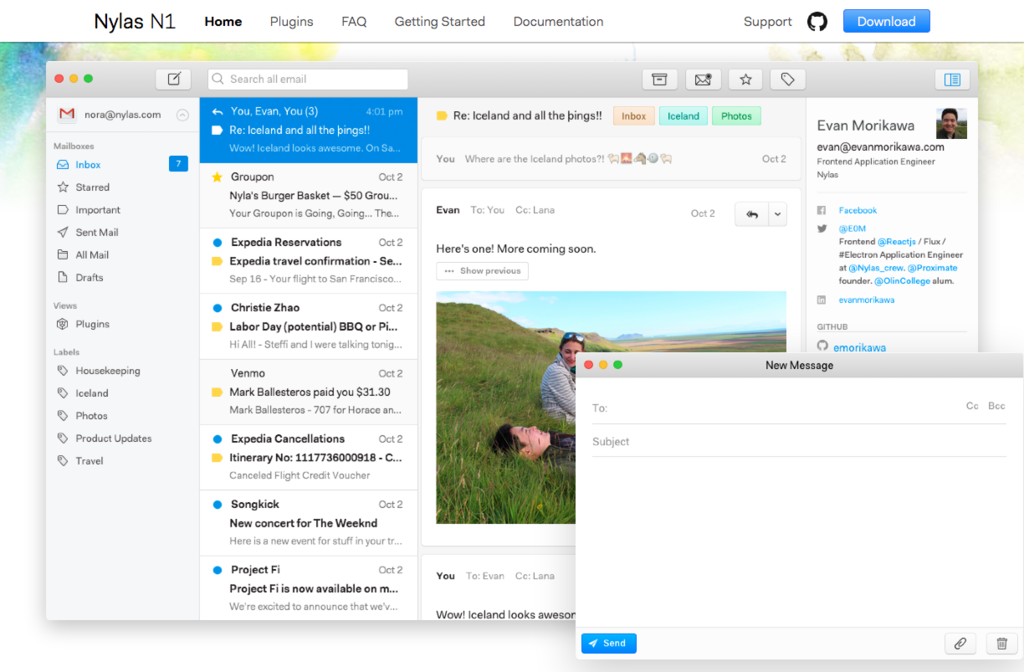 Nylas N1
Home
Plugins
FAQ
Getting Started
Documentation
Support
Download
Search all email
nora@nylas.com
Mailboxes
Inbox 7
Starred
Important
Sent Mail
All Mail
Drafts
Views
Plugins
Labels
Housekeeping
Iceland
Photos
Product Updates
Travel
You, Evan, You (3) 4:01 pm
Re: Iceland and all the þings!!
Wow! Iceland looks awesome. On Sa...
Groupon Oct 2
Nyla's Burger Basket — $50 Grou...
Your Groupon is Going, Going... The...
Expedia Reservations Oct 2
Expedia travel confirmation - Se...
Sep 16 - Your flight to San Francisco...
Christie Zhao Oct 2
Labor Day (potential) BBQ or Pi...
Hi All! - Steffi and I were talking tonig...
Venmo Oct 2
Mark Ballesteros paid you $31.30
Mark Ballesteros - 707 for Horace an...
Expedia Cancellations Oct 2
Itinerary No: 1117736000918 - C...
Canceled Flight Credit Voucher
Songkick Oct 2
New concert for The Weeknd
Here is a new event for stuff in your tr...
Project Fi Oct 2
Project Fi is now available on m...
We're excited to announce that we'v...
Re: Iceland and all the þings!! Inbox Iceland Photos
You Where are the Iceland photos?! Oct 2
Evan To: You Cc: Lana Oct 2
Here's one! More coming soon.
••• Show previous
You To: Evan Cc: Lana
Wow! Iceland looks awesom
Evan Morikawa
evan@evanmorikawa.com
Frontend Application Engineer
Nylas
Facebook
@E0M
Frontend @Reactjs / Flux /
#Electron Application Engineer
at @Nylas_crew. @Proximate
founder. @OlinCollege alum.
evanmorikawa
GITHUB
emorikawa
New Message
To: Cc Bcc
Subject
Send